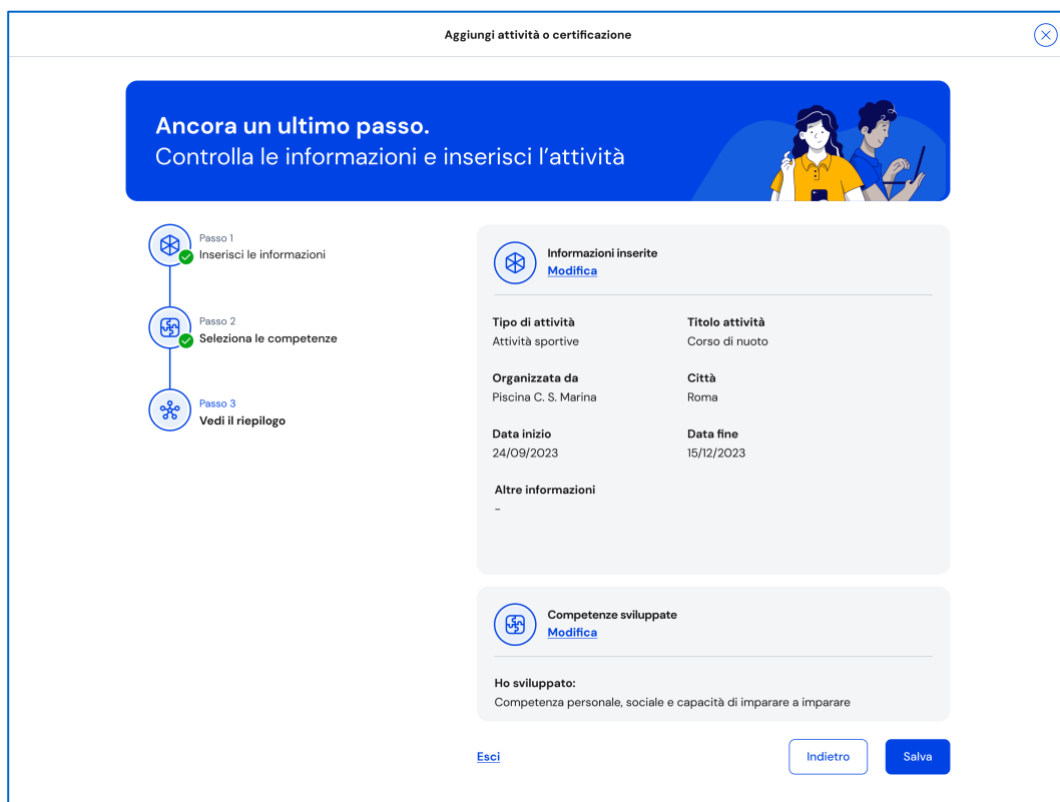 Aggiungi attività o certificazione
Ancora un ultimo passo.
Controlla le informazioni e inserisci l'attività
Passo 1
Inserisci le informazioni
Passo 2
Seleziona le competenze
Passo 3
Vedi il riepilogo
Informazioni inserite
Modifica
Tipo di attività
Attività sportive
Titolo attività
Corso di nuoto
Organizzata da
Piscina C. S. Marina
Città
Roma
Data inizio
24/09/2023
Data fine
15/12/2023
Altre informazioni
-
Competenze sviluppate
Modifica
Ho sviluppato:
Competenza personale, sociale e capacità di imparare a imparare
Esci
Indietro
Salva